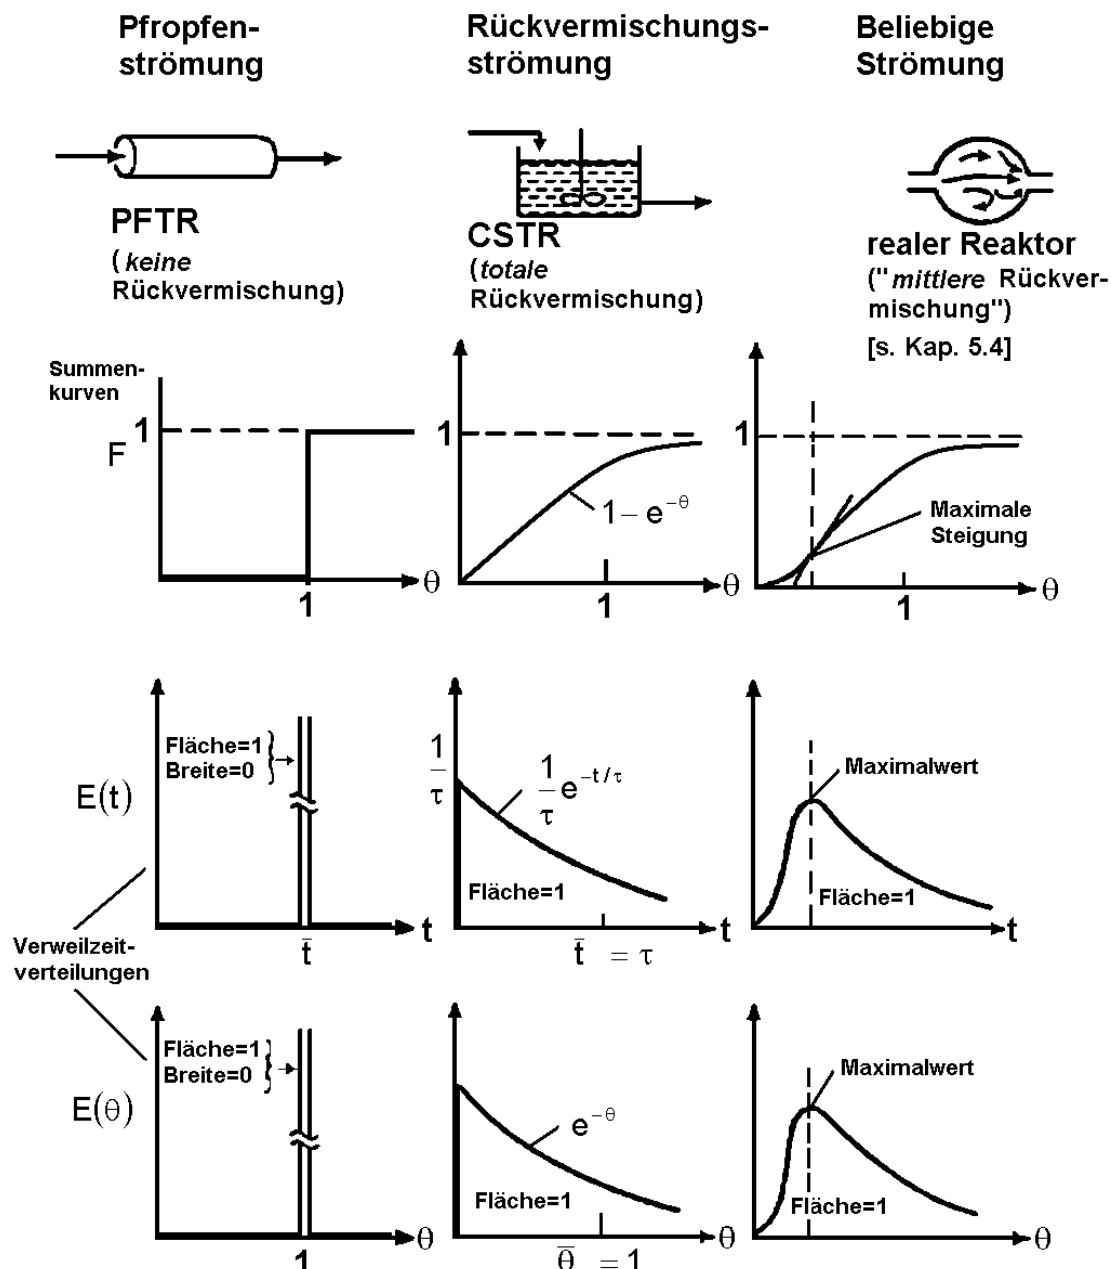 Pfropfen-
strömung
Rückvermischungs-
strömung
Beliebige
Strömung
PFTR
(keine
Rückvermischung)
CSTR
(totale
Rückvermischung)
realer Reaktor
("mittlere Rückver-
mischung")
[s. Kap. 5.4]
Summen-
kurven
F
1
1
θ
1
1 – e^-θ
1
θ
1
Maximale
Steigung
1
θ
E(t)
Fläche=1
Breite=0
t̄
t
1/τ
1/τ e^-t/τ
Fläche=1
t̄ = τ
t
Maximalwert
Fläche=1
t
Verweilzeit-
verteilungen
E(θ)
Fläche=1
Breite=0
1
θ
e^-θ
Fläche=1
θ̄ = 1
θ
Maximalwert
Fläche=1
θ